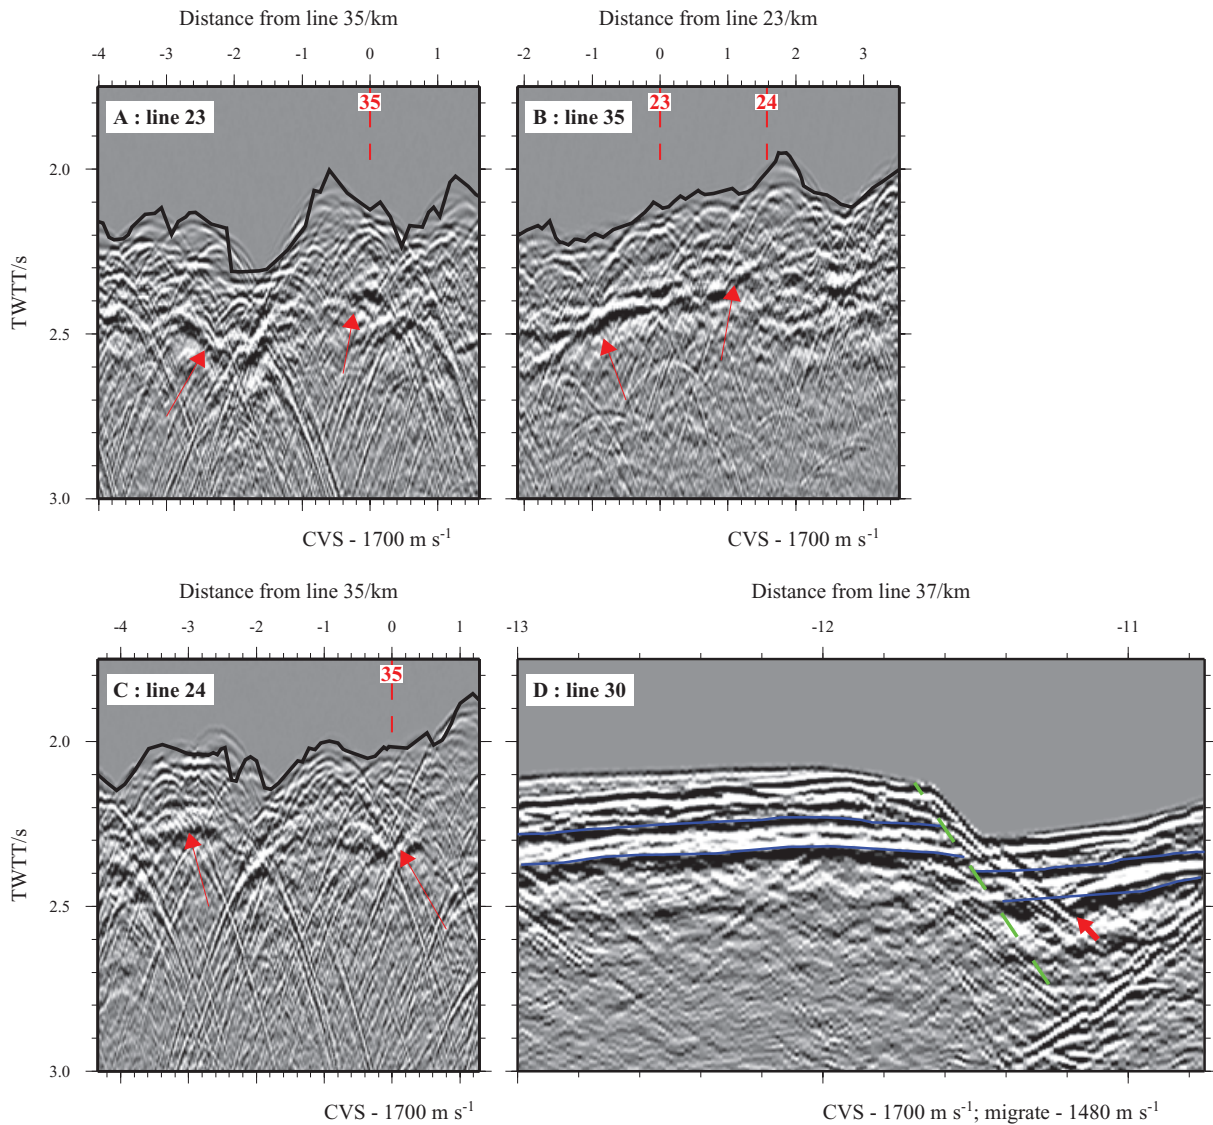 Distance from line 35/km
Distance from line 23/km
-4 -3 -2 -1 0 1
-2 -1 0 1 2 3
A : line 23
35
B : line 35
23
24
2.0
2.5
3.0
TWTT/s
CVS - 1700 m s-1
CVS - 1700 m s-1
Distance from line 35/km
Distance from line 37/km
-4 -3 -2 -1 0 1
-13 -12 -11
C : line 24
35
D : line 30
2.0
2.5
3.0
TWTT/s
CVS - 1700 m s-1
CVS - 1700 m s-1; migrate - 1480 m s-1